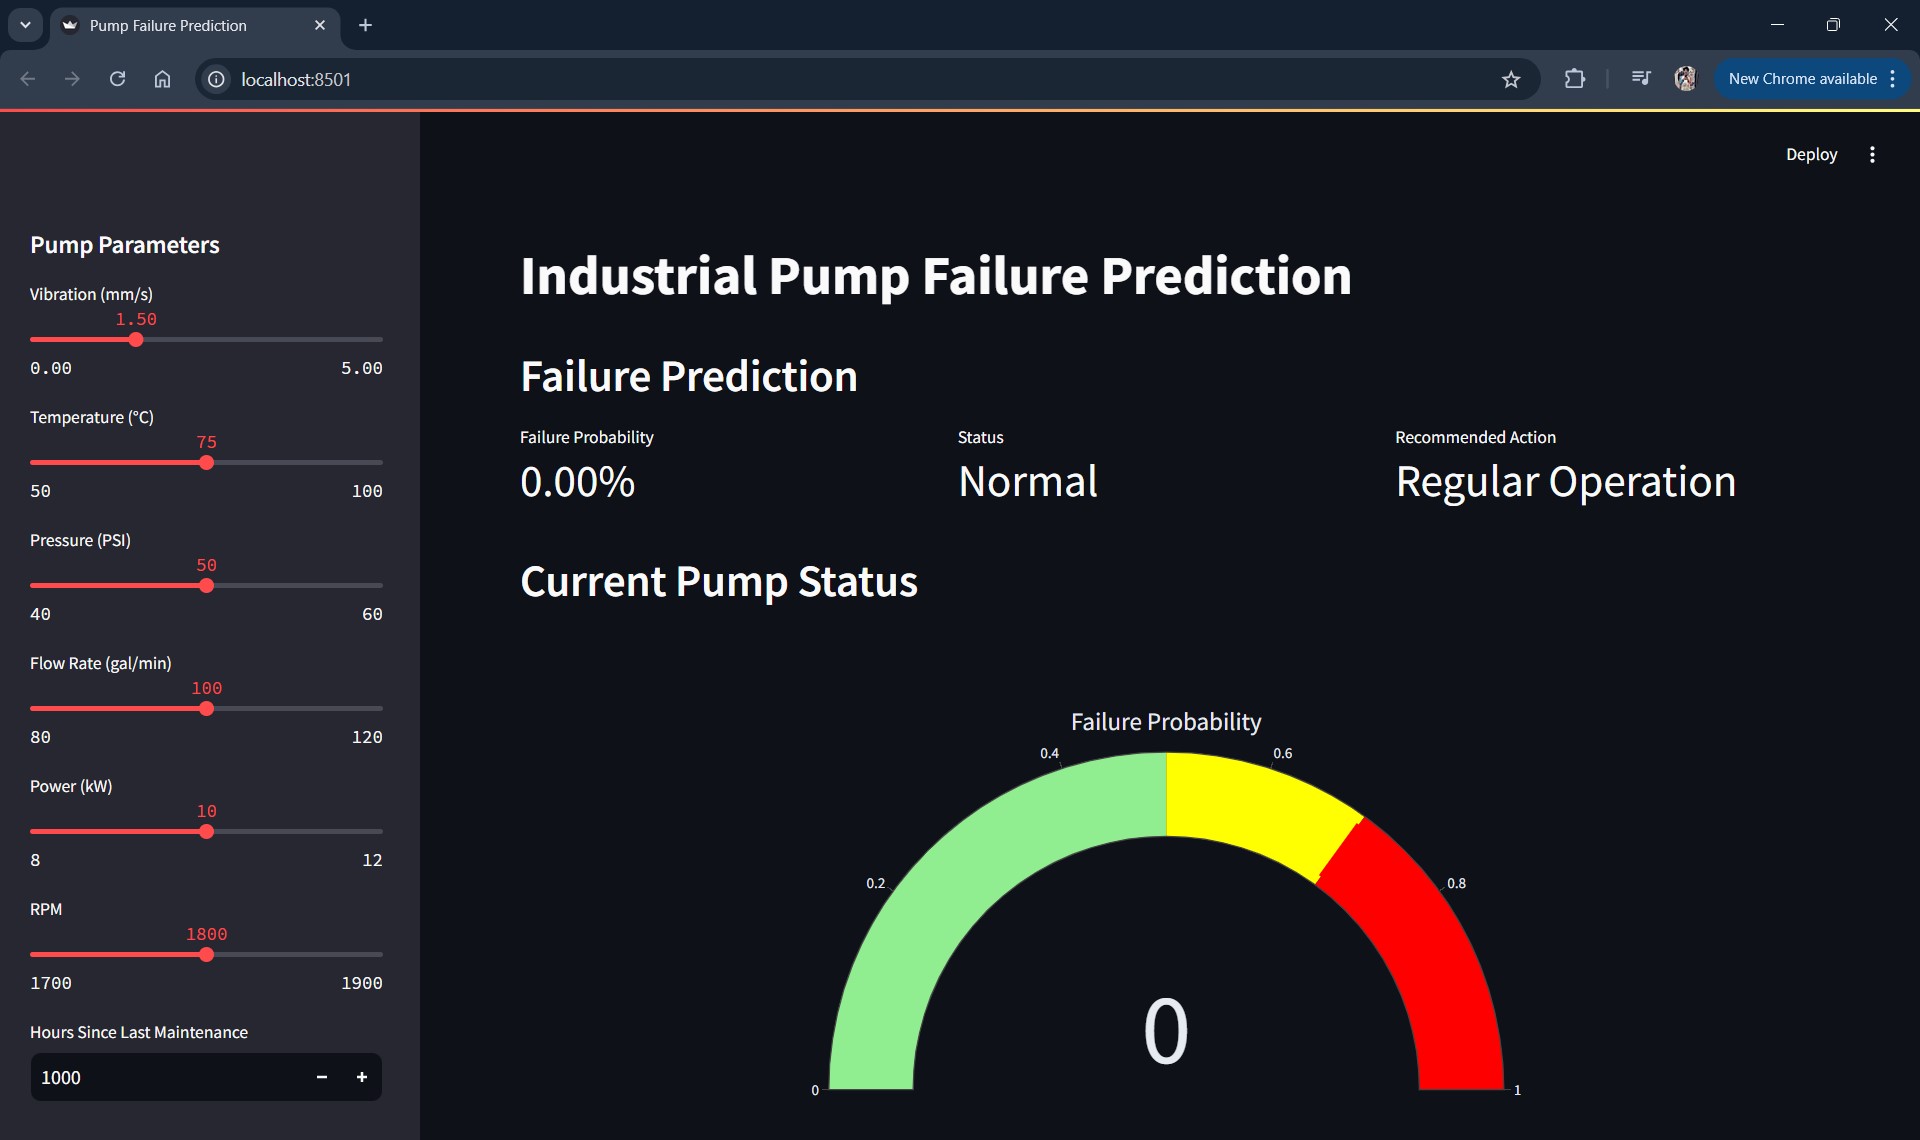 Pump Failure Prediction
localhost:8501
New Chrome available
Deploy
Pump Parameters
Vibration (mm/s)
1.50
0.00 5.00
Temperature (°C)
75
50 100
Pressure (PSI)
50
40 60
Flow Rate (gal/min)
100
80 120
Power (kW)
10
8 12
RPM
1800
1700 1900
Hours Since Last Maintenance
1000
Industrial Pump Failure Prediction
Failure Prediction
Failure Probability Status Recommended Action
0.00% Normal Regular Operation
Current Pump Status
Failure Probability
0.4 0.6
0.2 0.8
0
0 1